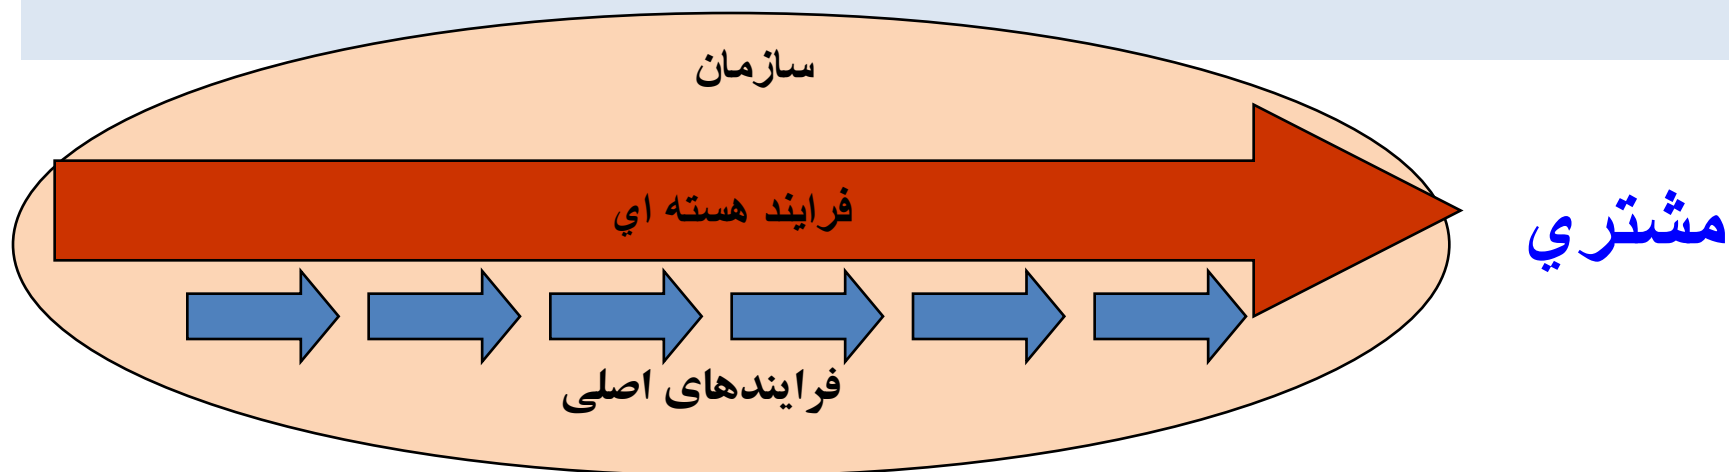 سازمان
فرايند هسته اي
مشتري
فرایندهای اصلی